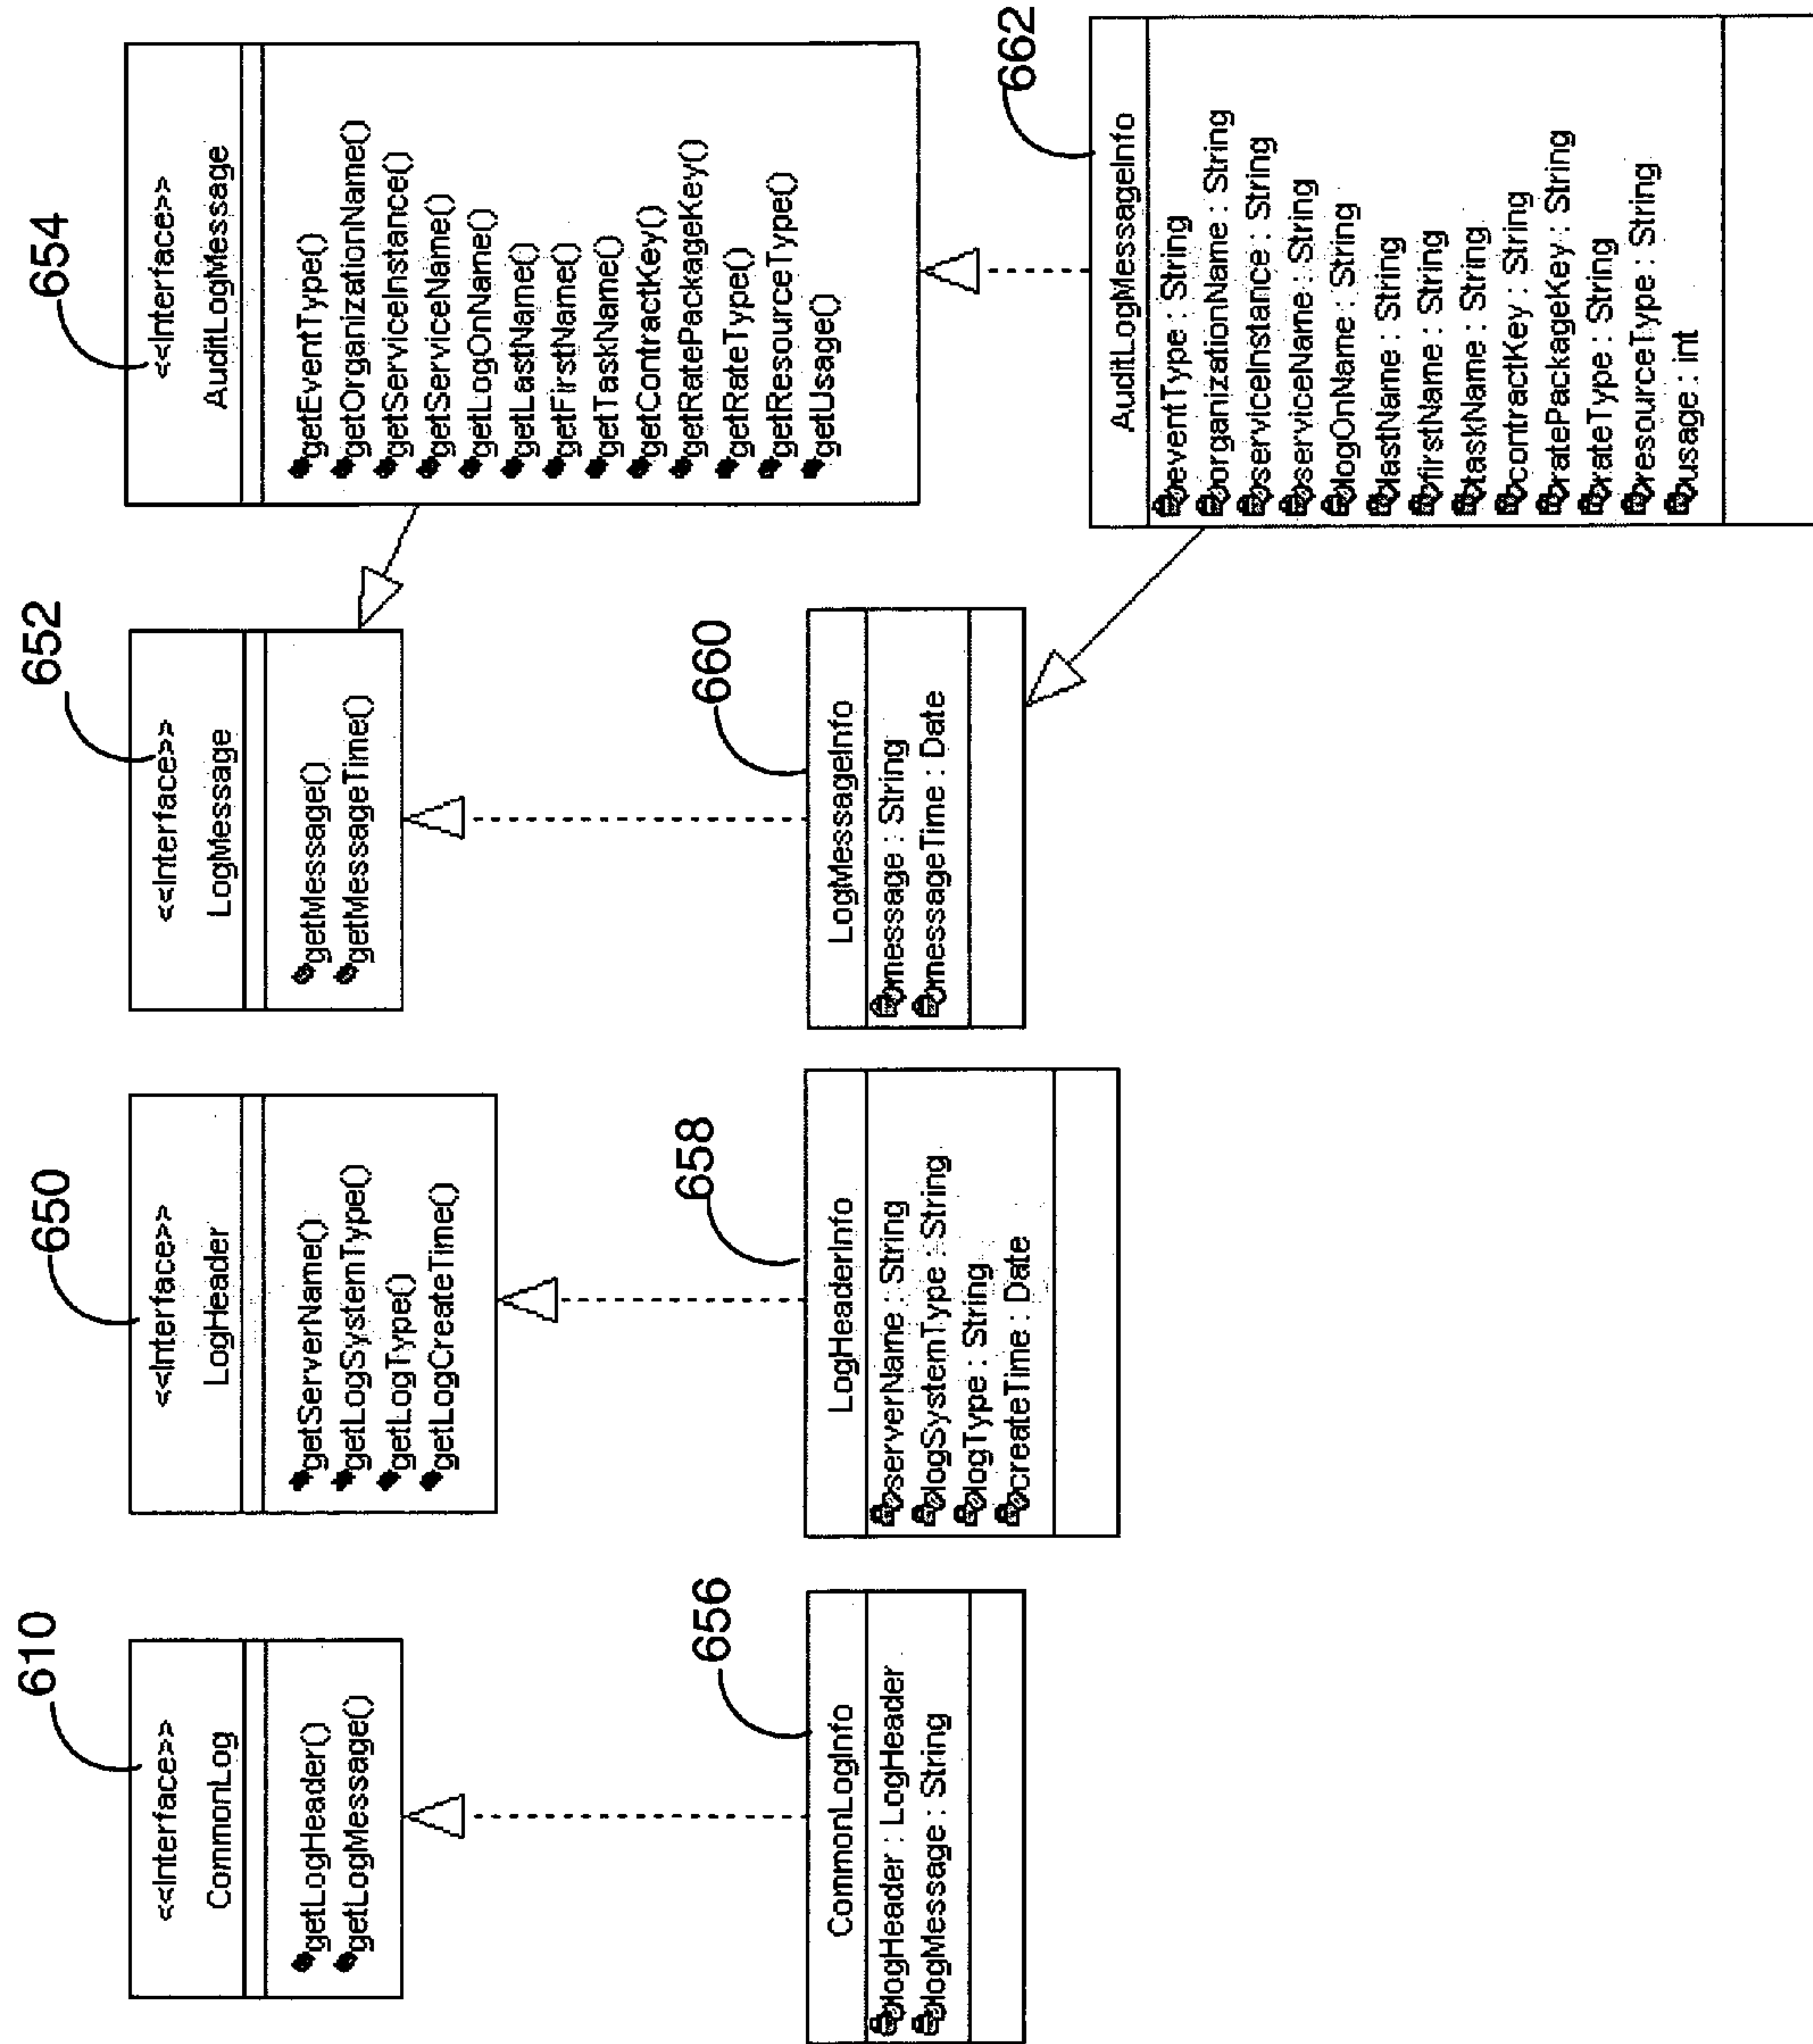 610
<<Interface>>
CommonLog
getLogHeader()
getLogMessage()
650
<<Interface>>
LogHeader
getServerName()
getLogSystemType()
getLogType()
getLogCreateTime()
652
<<Interface>>
LogMessage
getMessage()
getMessageTime()
654
<<Interface>>
AuditLogMessage
getEventType()
getOrganizationName()
getServiceInstance()
getServiceName()
getLogOnName()
getLastName()
getFirstName()
getTaskName()
getContractKey()
getRatePackageKey()
getRateType()
getResourceType()
getUsage()
656
CommonLogInfo
logHeader : LogHeader
logMessage : String
658
LogHeaderInfo
serverName : String
logSystemType : String
logType : String
createTime : Date
660
LogMessageInfo
message : String
messageTime : Date
662
AuditLogMessageInfo
eventType : String
organizationName : String
serviceInstance : String
serviceName : String
logOnName : String
lastName : String
firstName : String
taskName : String
contractKey : String
ratePackageKey : String
rateType : String
resourceType : String
usage : int